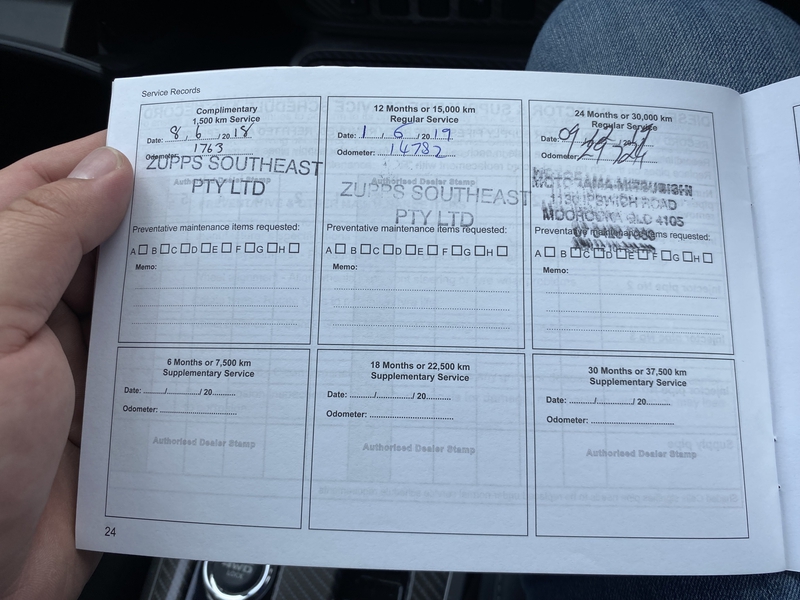 Service Records
Complimentary
1,500 km Service
Date: 8 / 6 / 20 18
Odometer: 1763
ZUPPS SOUTHEAST
PTY LTD
Preventative maintenance items requested:
A B C D E F G H
Memo:
12 Months or 15,000 km
Regular Service
Date: 1 / 6 / 20 19
Odometer: 14782
Authorised Dealer Stamp
ZUPPS SOUTHEAST
PTY LTD
Preventative maintenance items requested:
A B C D E F G H
Memo:
24 Months or 30,000 km
Regular Service
Date: 09
Odometer:
MITSUBISHI
1130 IPSWICH ROAD
MOOROOKA QLD 4105
Preventative maintenance items requested:
A B C D E F G H
Memo:
6 Months or 7,500 km
Supplementary Service
Date: ........./............/ 20..........
Odometer: ..............................
Authorised Dealer Stamp
18 Months or 22,500 km
Supplementary Service
Date: ........./............/ 20..........
Odometer: ..............................
Authorised Dealer Stamp
30 Months or 37,500 km
Supplementary Service
Date: ........./............/ 20..........
Odometer: ..............................
Authorised Dealer Stamp
24
4WD